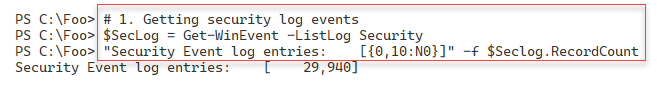 PS C:\Foo> # 1. Getting security log events
PS C:\Foo> $SecLog = Get-WinEvent -ListLog Security
PS C:\Foo> "Security Event log entries:    [{0,10:N0}]" -f $Seclog.RecordCount
Security Event log entries:    [    29,940]